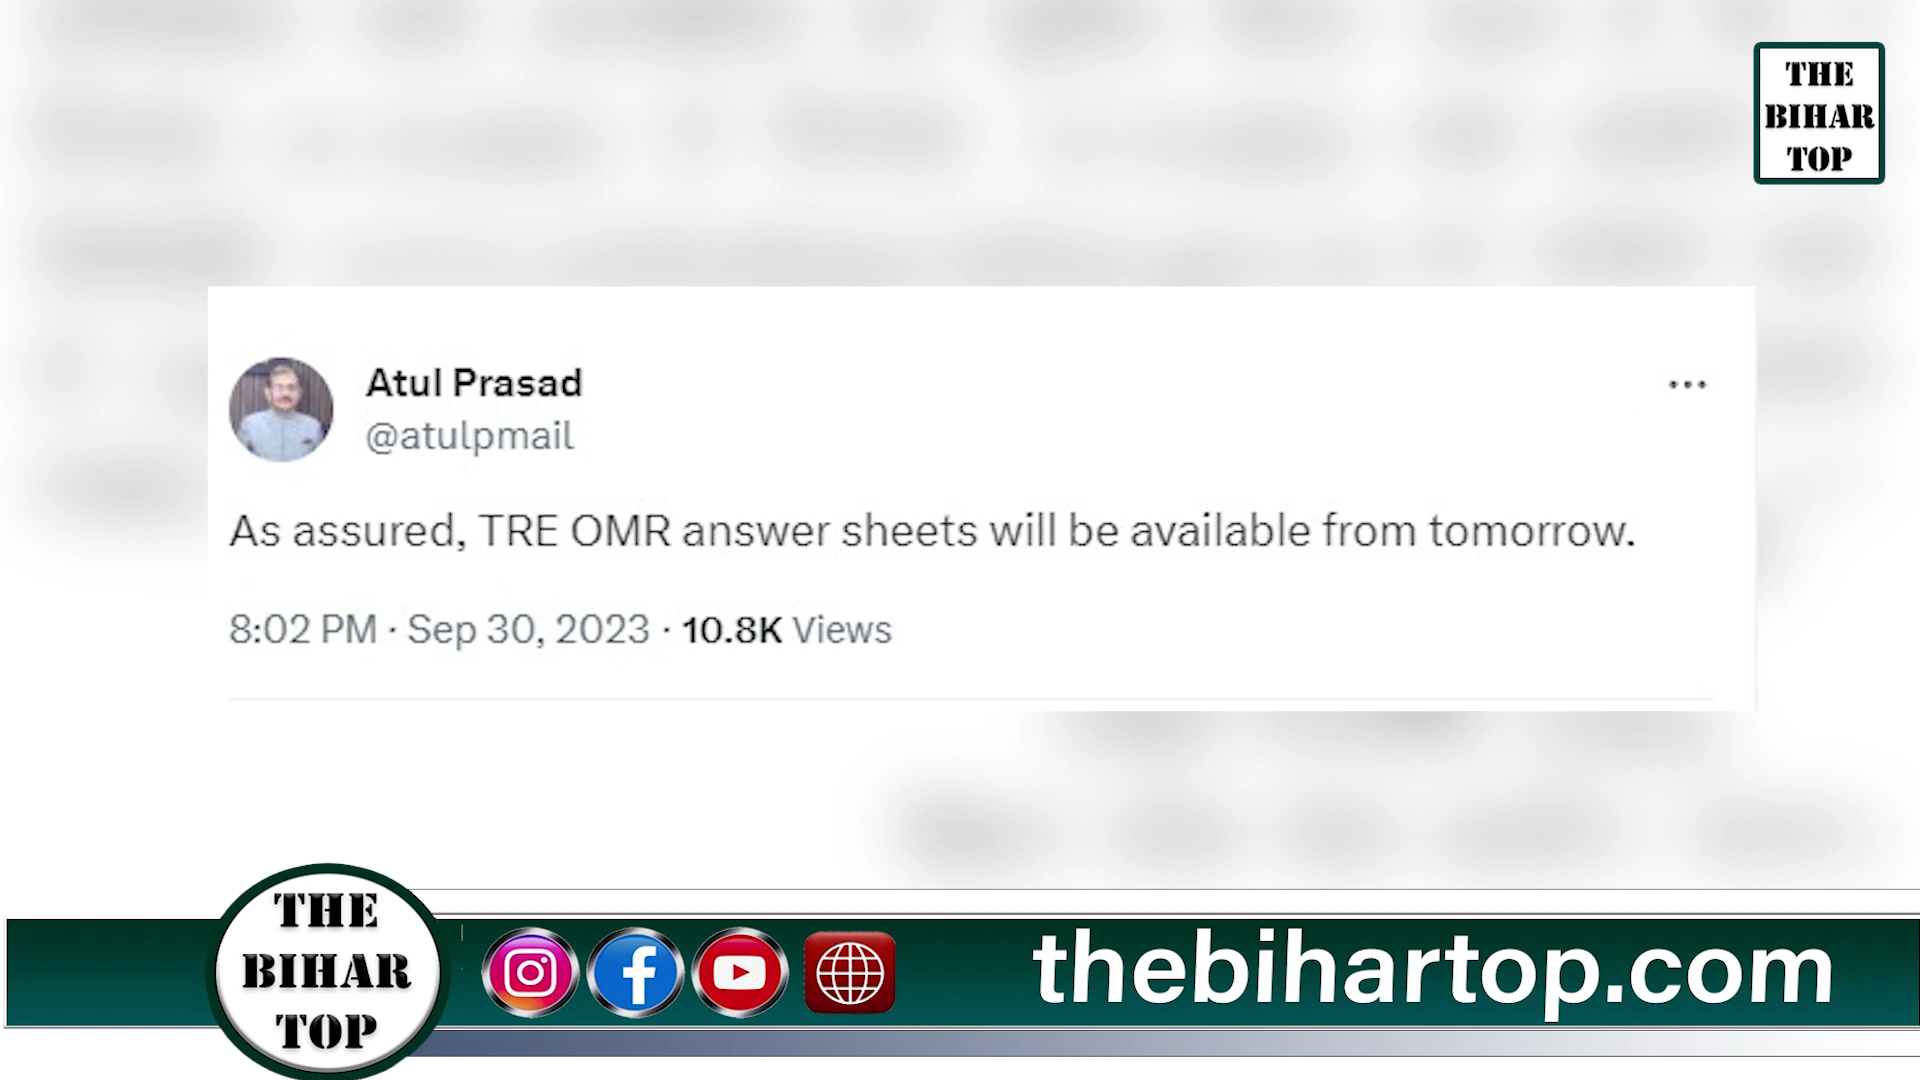 THE
BIHAR
TOP
Atul Prasad
@atulpmail
As assured, TRE OMR answer sheets will be available from tomorrow.
8:02 PM · Sep 30, 2023 · 10.8K Views
THE
BIHAR
TOP
thebihartop.com